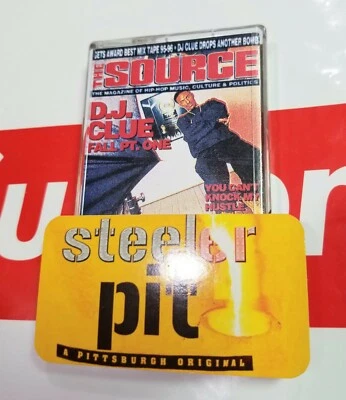 GETS AWARD BEST MIX TAPE 95-96 • DJ CLUE DROPS ANOTHER BOMB
THE SOURCE
THE MAGAZINE OF HIP-HOP MUSIC, CULTURE & POLITICS
D.J.
CLUE
FALL PT. ONE
YOU CAN'T
KNOCK MY
HUSTLE
steeler
pit
A PITTSBURGH ORIGINAL